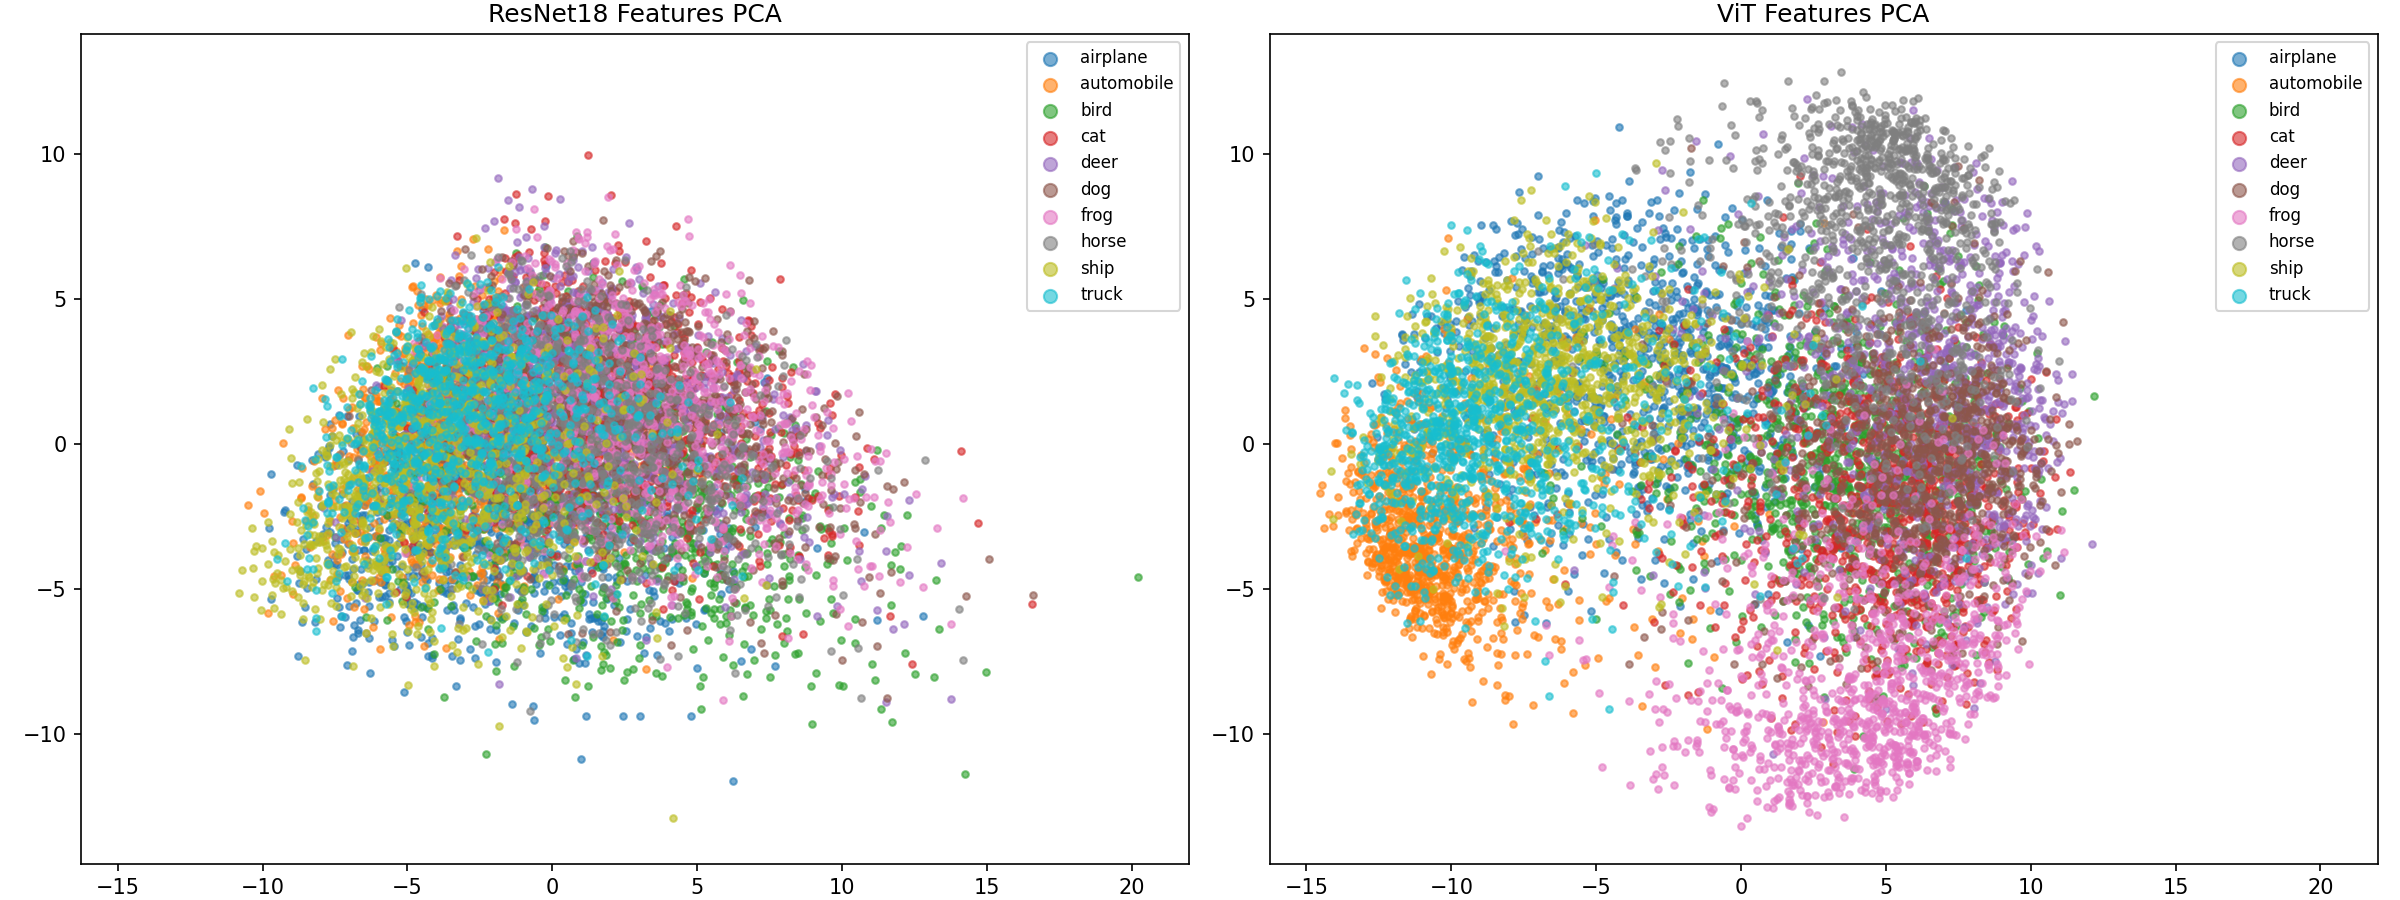 ResNet18 Features PCA
airplane
automobile
bird
cat
deer
dog
frog
horse
ship
truck
10
5
0
−5
−10
−15
−10
−5
0
5
10
15
20
ViT Features PCA
airplane
automobile
bird
cat
deer
dog
frog
horse
ship
truck
10
5
0
−5
−10
−15
−10
−5
0
5
10
15
20